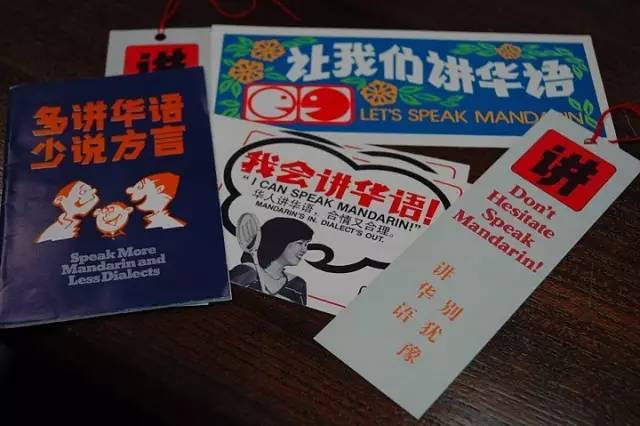 多讲华语
少说方言
Speak More
Mandarin and
Less Dialects
让我们讲华语
LET'S SPEAK MANDARIN
我会讲华语!
"I CAN SPEAK MANDARIN!"
华人讲华语,合情又合理。
MANDARIN'S IN. DIALECT'S OUT.
讲
Don't
Hesitate
Speak
Mandarin!
别犹豫
讲华语